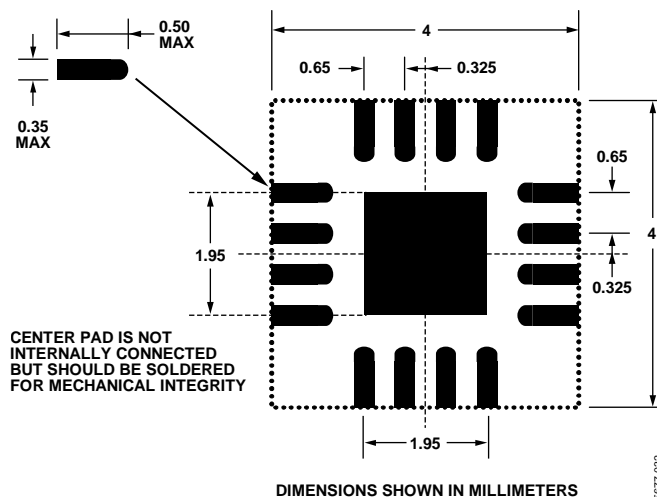 0.50
MAX
4
0.65
0.325
0.35
MAX
0.65
1.95
4
0.325
CENTER PAD IS NOT
INTERNALLY CONNECTED
BUT SHOULD BE SOLDERED
FOR MECHANICAL INTEGRITY
1.95
DIMENSIONS SHOWN IN MILLIMETERS